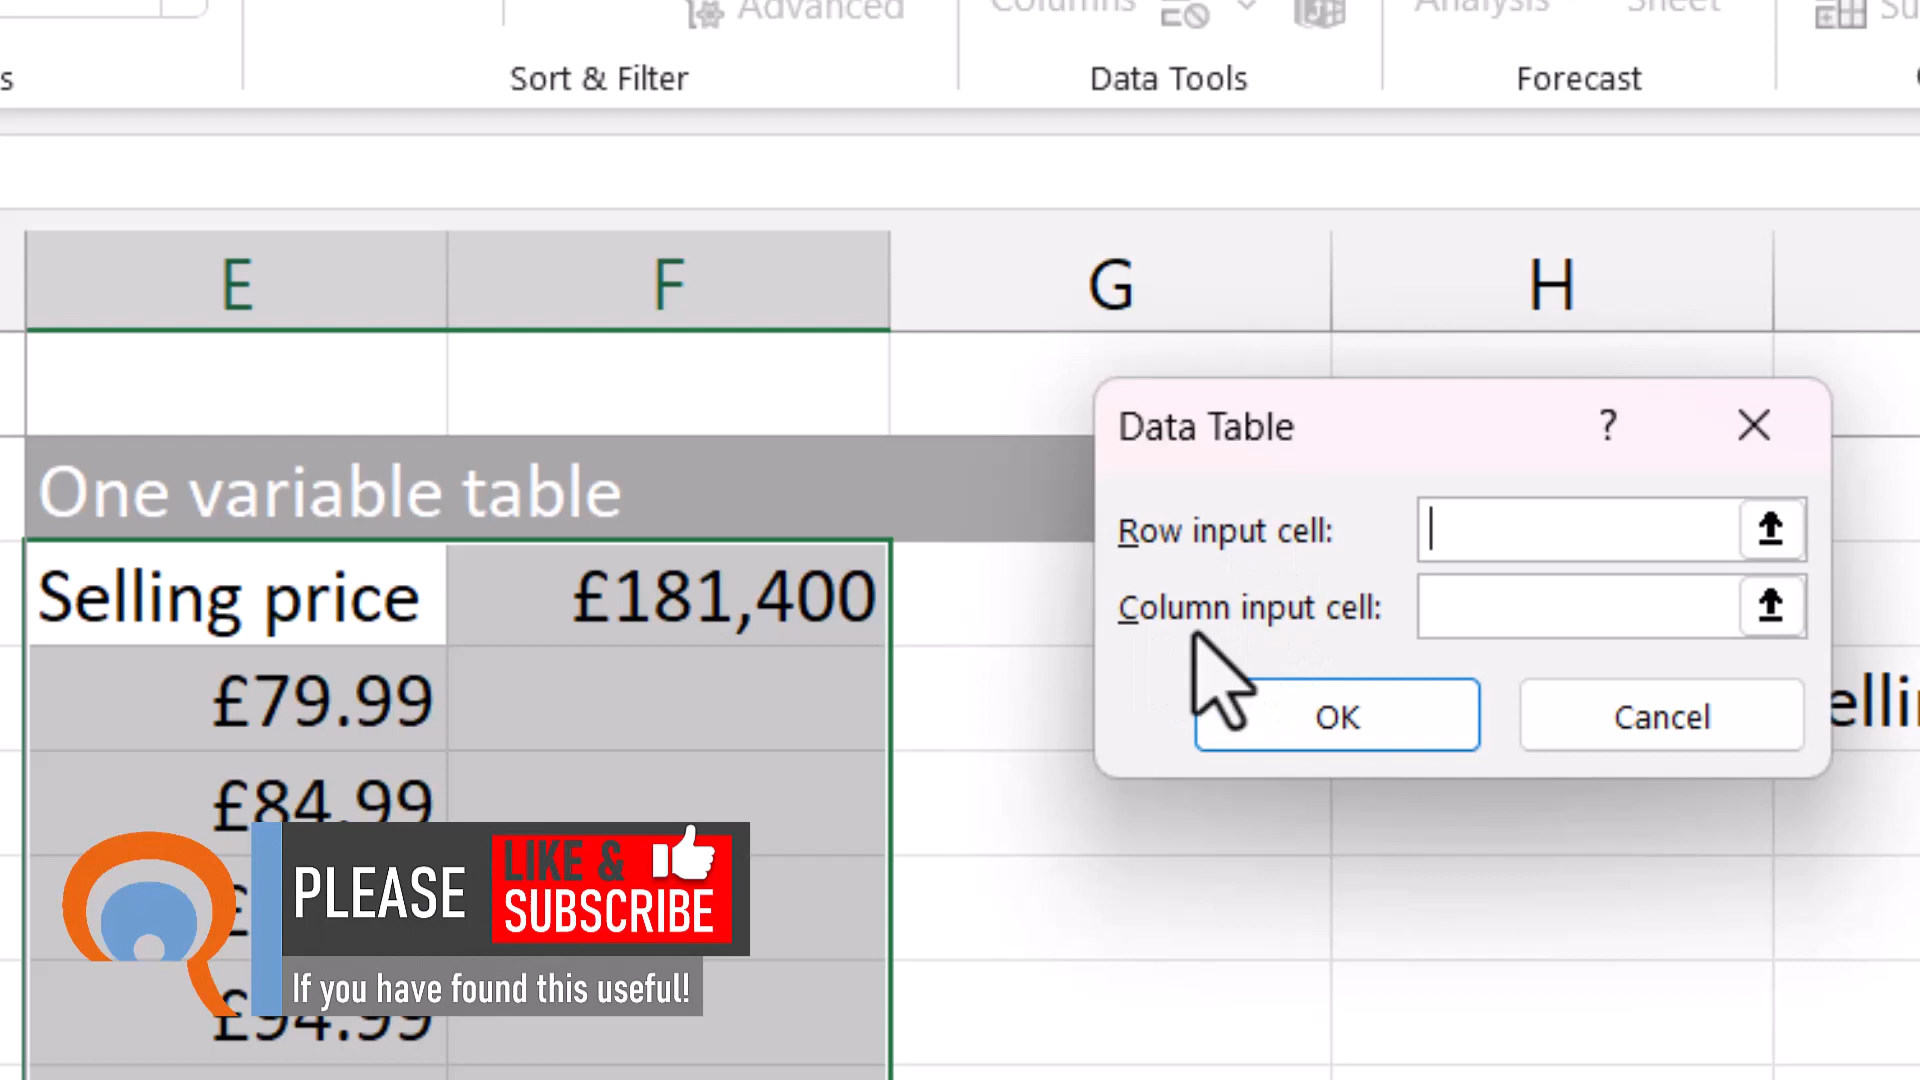 Advanced
Columns
Analysis
Sheet
s
Sort & Filter
Data Tools
Forecast
E
F
G
H
One variable table
Data Table
?
Row input cell:
Column input cell:
OK
Cancel
Selling price
£181,400
£79.99
£84.99
£94.99
PLEASE
LIKE &
SUBSCRIBE
If you have found this useful!